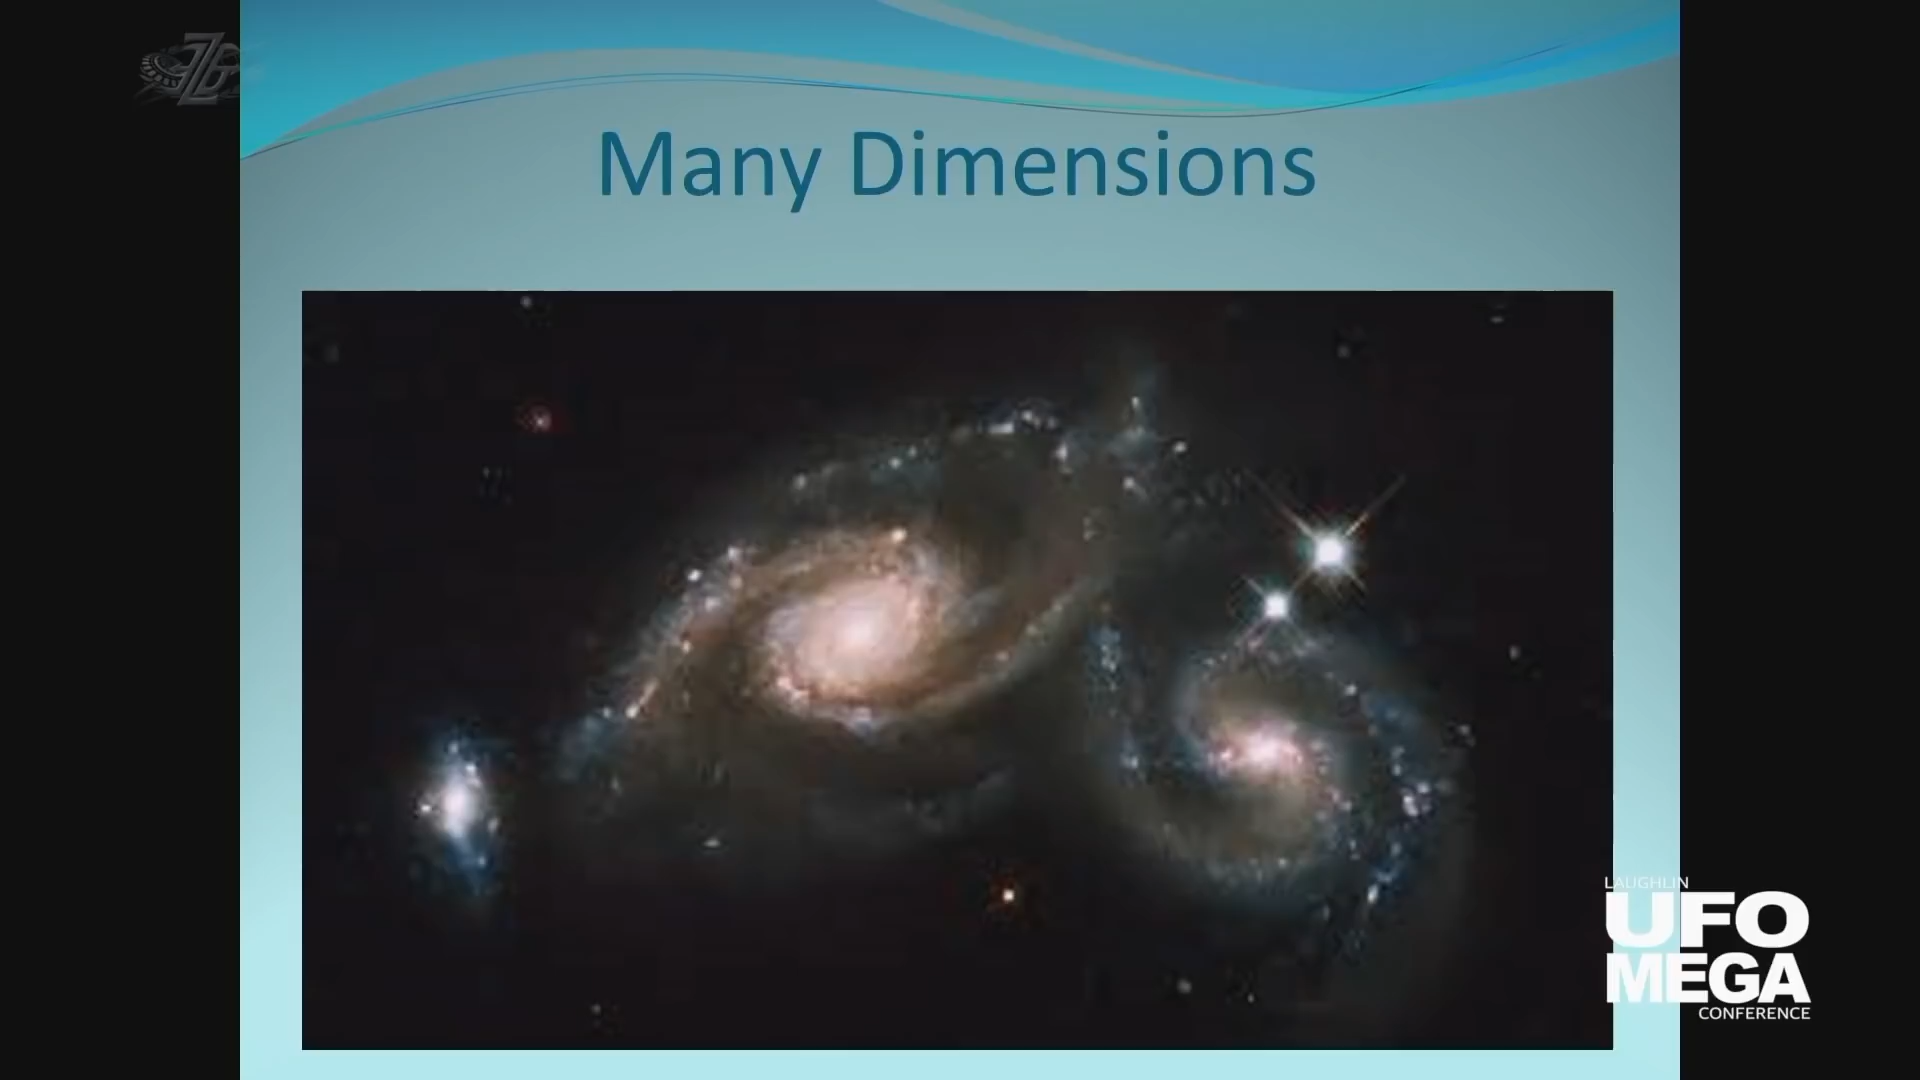 Many Dimensions
LAUGHLIN
UFO
MEGA
CONFERENCE